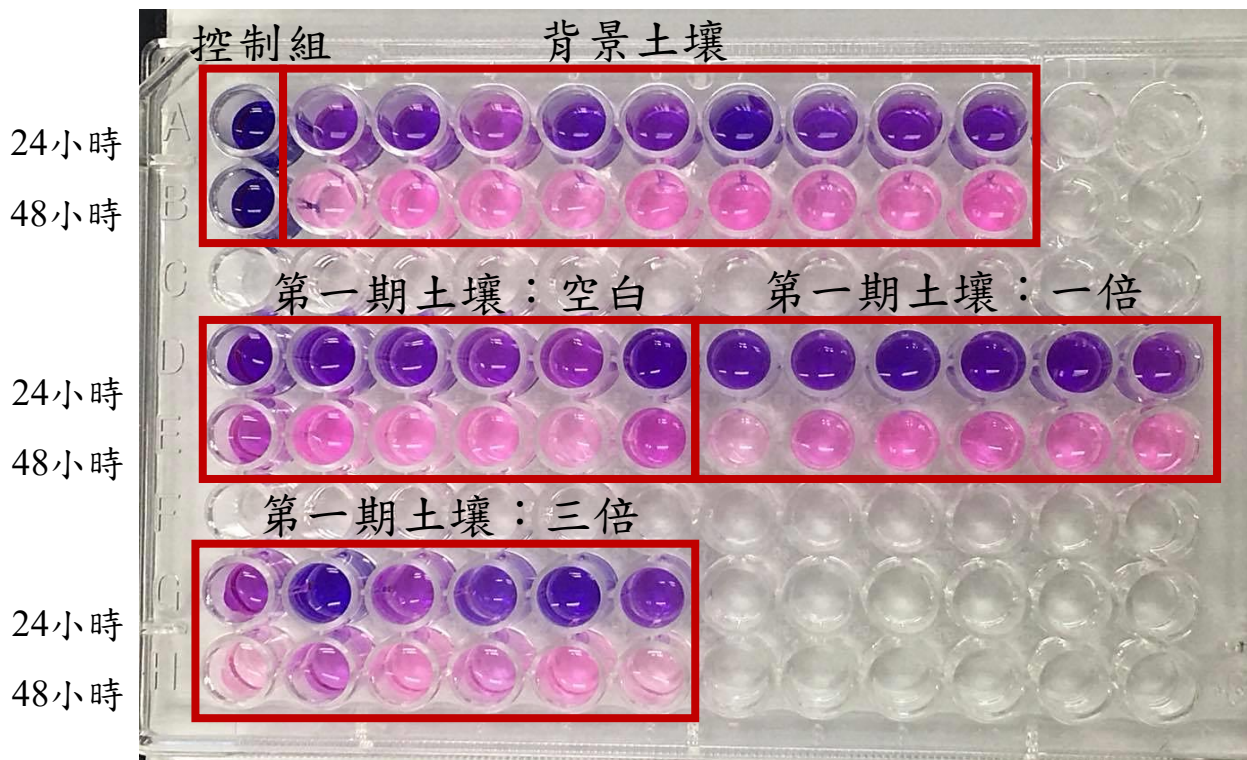 控制組 背景土壤
A
24小時
B
48小時
C
第一期土壤：空白 第一期土壤：一倍
D
24小時
E
48小時
F
第一期土壤：三倍
G
24小時
H
48小時